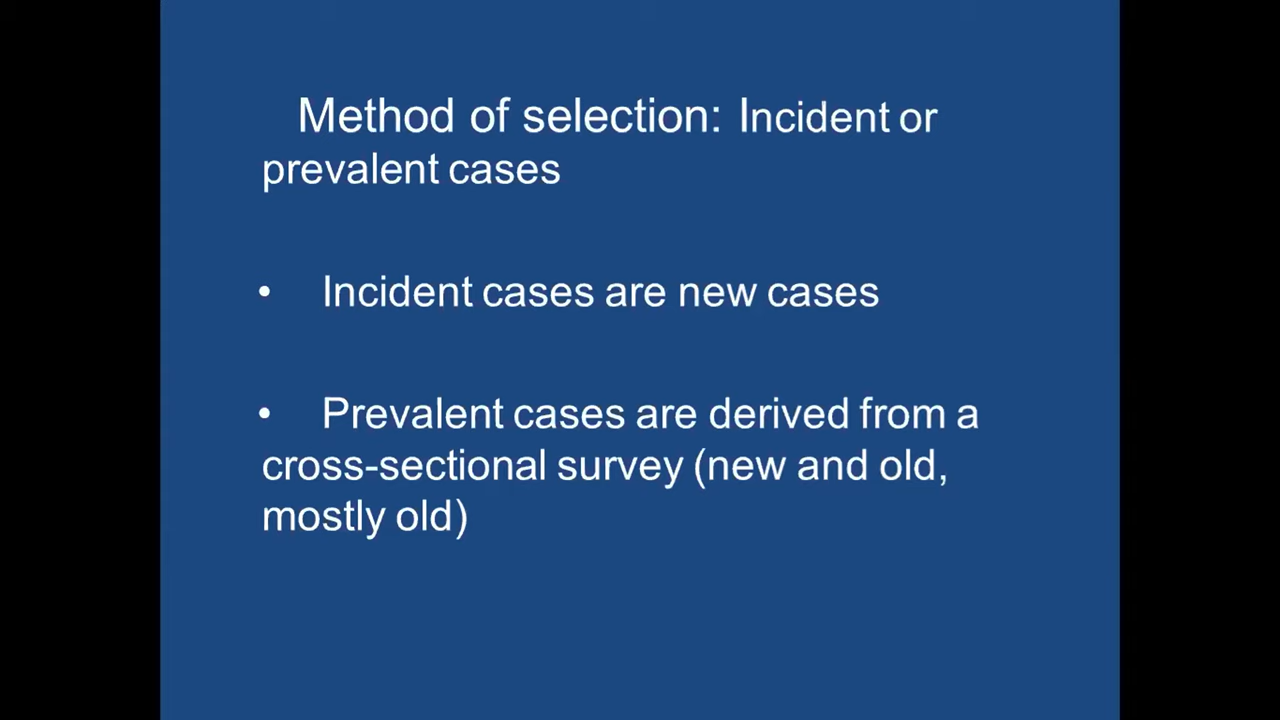 Method of selection: Incident or
prevalent cases
• Incident cases are new cases
• Prevalent cases are derived from a
cross-sectional survey (new and old,
mostly old)